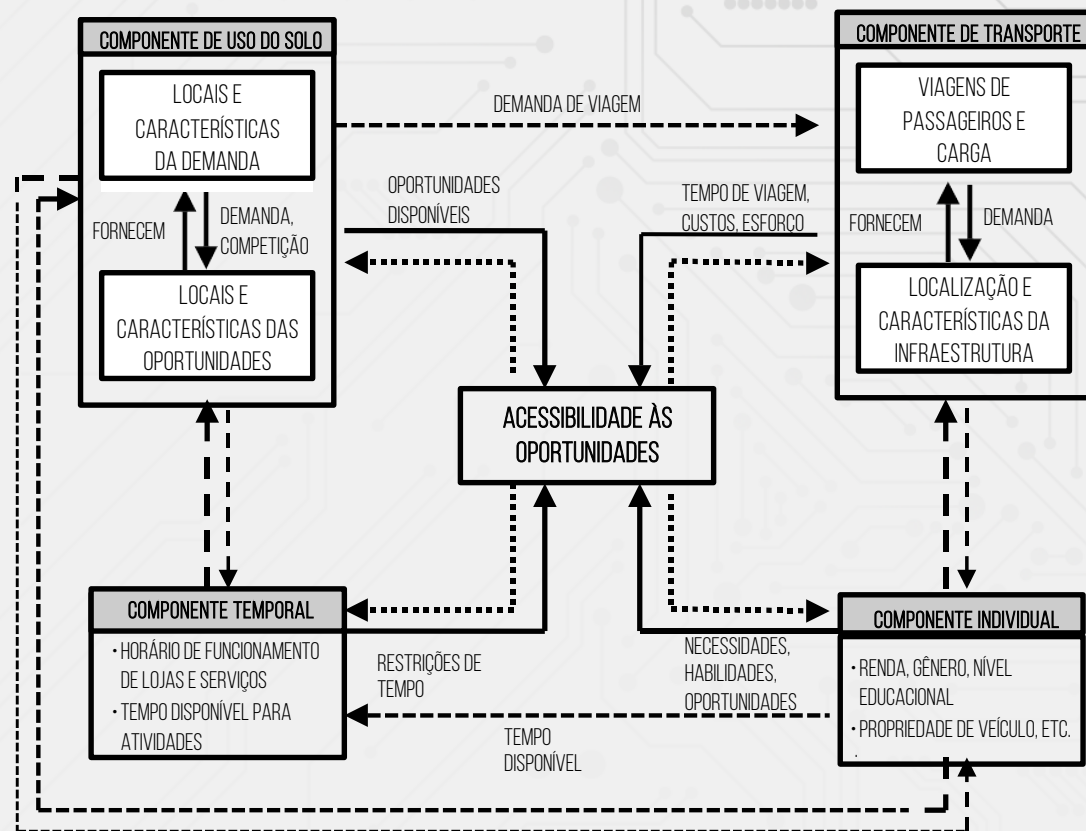 COMPONENTE DE USO DO SOLO
LOCAIS E
CARACTERÍSTICAS
DA DEMANDA
FORNECEM
DEMANDA,
COMPETIÇÃO
LOCAIS E
CARACTERÍSTICAS DAS
OPORTUNIDADES
DEMANDA DE VIAGEM
OPORTUNIDADES
DISPONÍVEIS
TEMPO DE VIAGEM,
CUSTOS, ESFORÇO
COMPONENTE DE TRANSPORTE
VIAGENS DE
PASSAGEIROS E
CARGA
FORNECEM
DEMANDA
LOCALIZAÇÃO E
CARACTERÍSTICAS DA
INFRAESTRUTURA
ACESSIBILIDADE ÀS
OPORTUNIDADES
COMPONENTE TEMPORAL
• HORÁRIO DE FUNCIONAMENTO
DE LOJAS E SERVIÇOS
• TEMPO DISPONÍVEL PARA
ATIVIDADES
RESTRIÇÕES DE
TEMPO
NECESSIDADES,
HABILIDADES,
OPORTUNIDADES
TEMPO
DISPONÍVEL
COMPONENTE INDIVIDUAL
• RENDA, GÊNERO, NÍVEL
EDUCACIONAL
• PROPRIEDADE DE VEÍCULO, ETC.
.